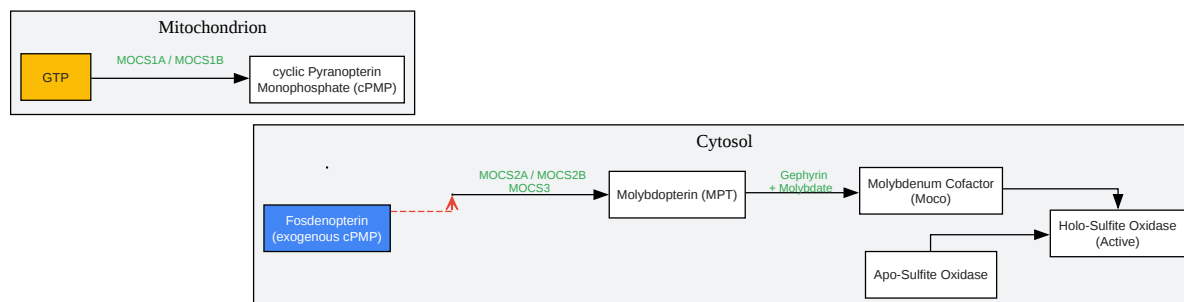 Mitochondrion
MOCS1A / MOCS1B
GTP
cyclic Pyranopterin
Monophosphate (cPMP)
Cytosol
.
MOCS2A / MOCS2B
MOCS3
Gephyrin
+ Molybdate
Molybdopterin (MPT)
Molybdenum Cofactor
(Moco)
Fosdenopterin
(exogenous cPMP)
Holo-Sulfite Oxidase
(Active)
Apo-Sulfite Oxidase